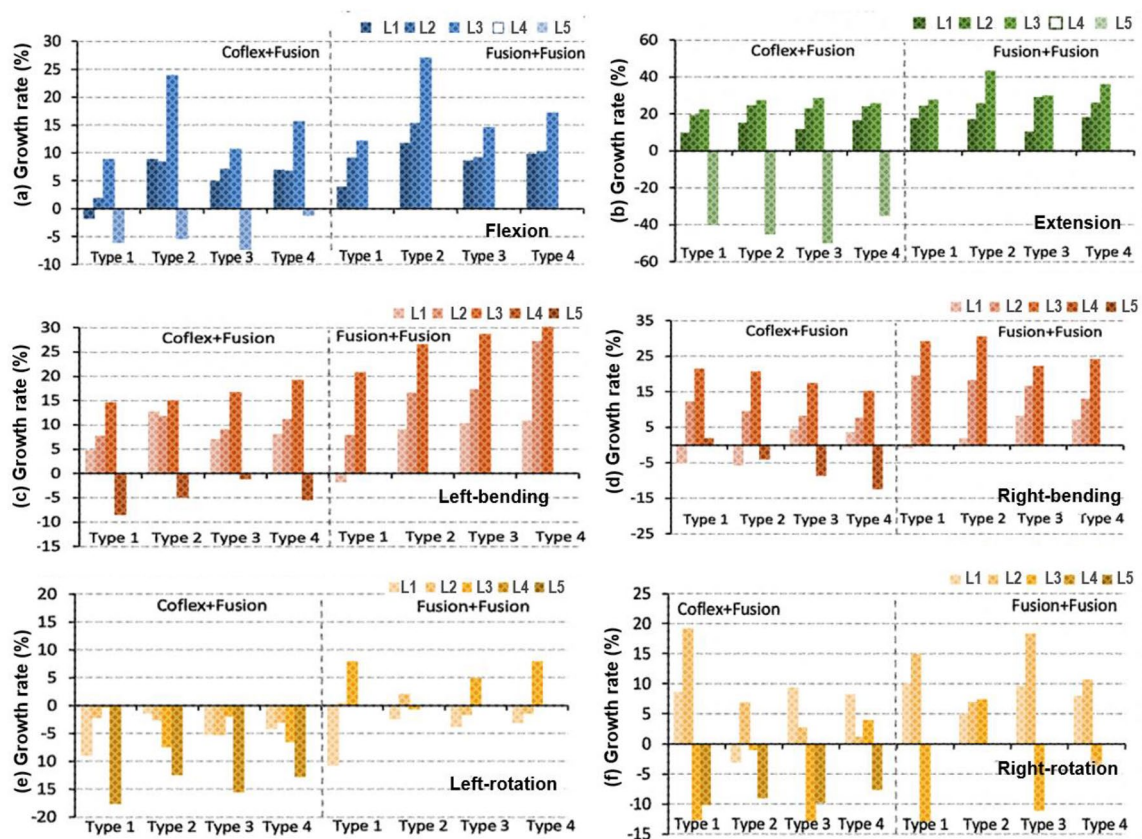 L1 L2 L3 L4 L5
30
25
20
15
10
5
0
-5
-10
(a) Growth rate (%)
Coflex+Fusion Fusion+Fusion
Flexion
Type 1 Type 2 Type 3 Type 4 Type 1 Type 2 Type 3 Type 4
L1 L2 L3 L4 L5
60
40
20
0
-20
-40
-60
(b) Growth rate (%)
Coflex+Fusion Fusion+Fusion
Extension
Type 1 Type 2 Type 3 Type 4 Type 1 Type 2 Type 3 Type 4
L1 L2 L3 L4 L5
30
25
20
15
10
5
0
-5
-10
-15
(c) Growth rate (%)
Coflex+Fusion Fusion+Fusion
Left-bending
Type 1 Type 2 Type 3 Type 4 Type 1 Type 2 Type 3 Type 4
L1 L2 L3 L4 L5
35
25
15
5
-5
-15
-25
(d) Growth rate (%)
Coflex+Fusion Fusion+Fusion
Right-bending
Type 1 Type 2 Type 3 Type 4 Type 1 Type 2 Type 3 Type 4
L1 L2 L3 L4 L5
20
15
10
5
0
-5
10
-15
-20
(e) Growth rate (%)
Coflex+Fusion Fusion+Fusion
Left-rotation
Type 1 Type 2 Type 3 Type 4 Type 1 Type 2 Type 3 Type 4
L1 L2 L3 L4 L5
25
20
15
10
5
0
-5
-10
-15
(f) Growth rate (%)
Coflex+Fusion Fusion+Fusion
Right-rotation
Type 1 Type 2 Type 3 Type 4 Type 1 Type 2 Type 3 Type 4